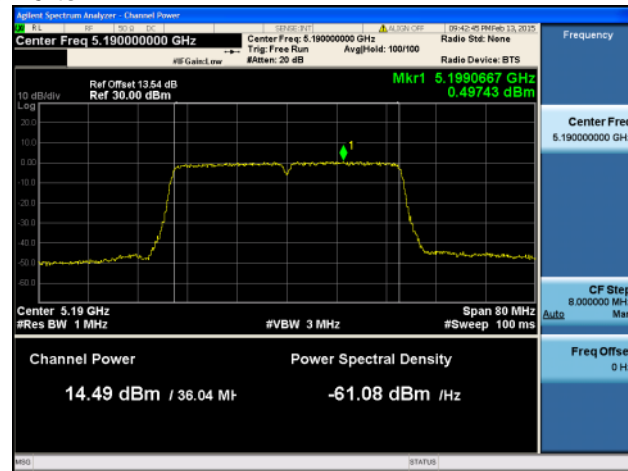 Agilent Spectrum Analyzer - Channel Power
RL RF 50 Ω DC SENSE:INT ALIGN OFF 09:42:45 PM Feb 13, 2015
Center Freq 5.190000000 GHz Center Freq: 5.190000000 GHz Radio Std: None Frequency
Trig: Free Run Avg|Hold: 100/100
#IFGain:Low #Atten: 20 dB Radio Device: BTS
Mkr1 5.1990667 GHz
Ref Offset 13.54 dB
10 dB/div Ref 30.00 dBm 0.49743 dBm
Log
20.0
Center Freq
10.0
5.190000000 GH
1
0.00
-10.0
-20.0
-30.0
-40.0
-50.0
-60.0
CF Step
8.000000 MH
Center 5.19 GHz Span 80 MHz
Auto Ma
#Res BW 1 MHz #VBW 3 MHz #Sweep 100 ms
Channel Power Power Spectral Density
Freq Offse
0 H
14.49 dBm / 36.04 MH -61.08 dBm /Hz
MSG STATUS